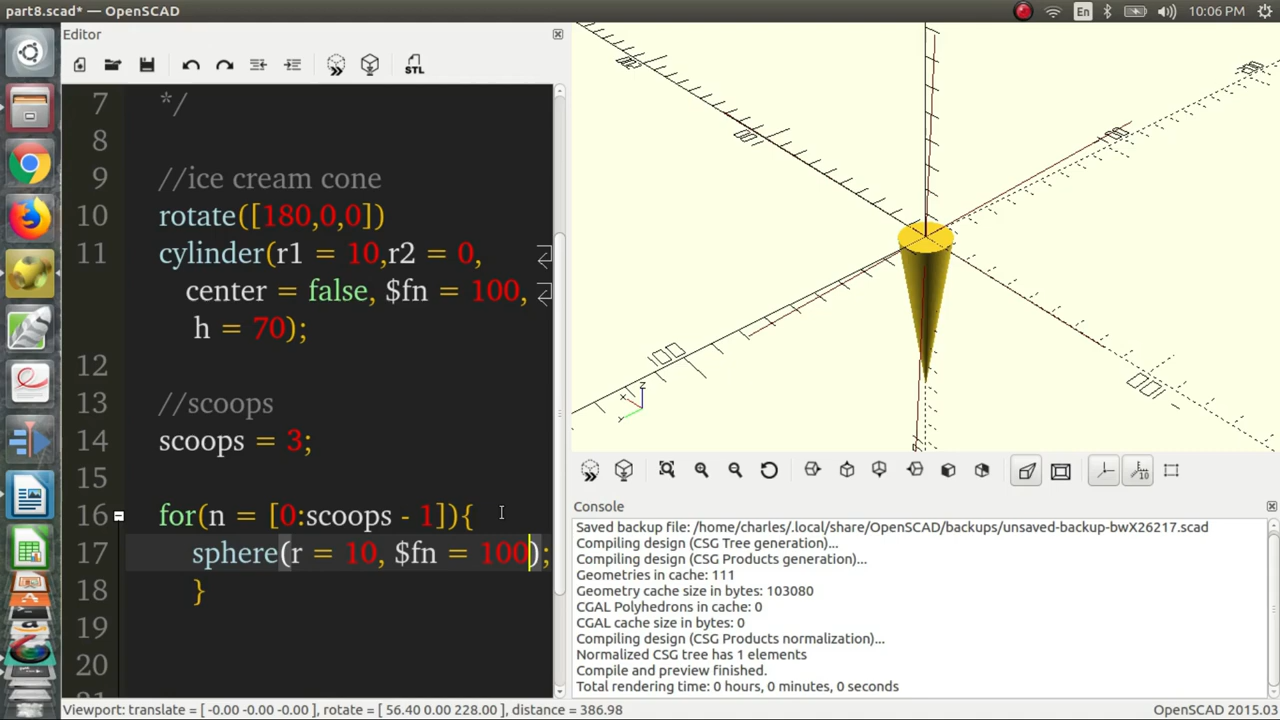 part8.scad* — OpenSCAD
En
10:06 PM
Editor
STL
7 */
8
9 //ice cream cone
10 rotate([180,0,0])
11 cylinder(r1 = 10,r2 = 0,
center = false, $fn = 100,
h = 70);
12
13 //scoops
14 scoops = 3;
15
16 for(n = [0:scoops - 1]){
17 sphere(r = 10, $fn = 100);
18 }
19
20
z
x
y
10
Console
Saved backup file: /home/charles/.local/share/OpenSCAD/backups/unsaved-backup-bwX26217.scad
Compiling design (CSG Tree generation)...
Compiling design (CSG Products generation)...
Geometries in cache: 111
Geometry cache size in bytes: 103080
CGAL Polyhedrons in cache: 0
CGAL cache size in bytes: 0
Compiling design (CSG Products normalization)...
Normalized CSG tree has 1 elements
Compile and preview finished.
Total rendering time: 0 hours, 0 minutes, 0 seconds
Viewport: translate = [ -0.00 -0.00 -0.00 ], rotate = [ 56.40 0.00 228.00 ], distance = 386.98
OpenSCAD 2015.03